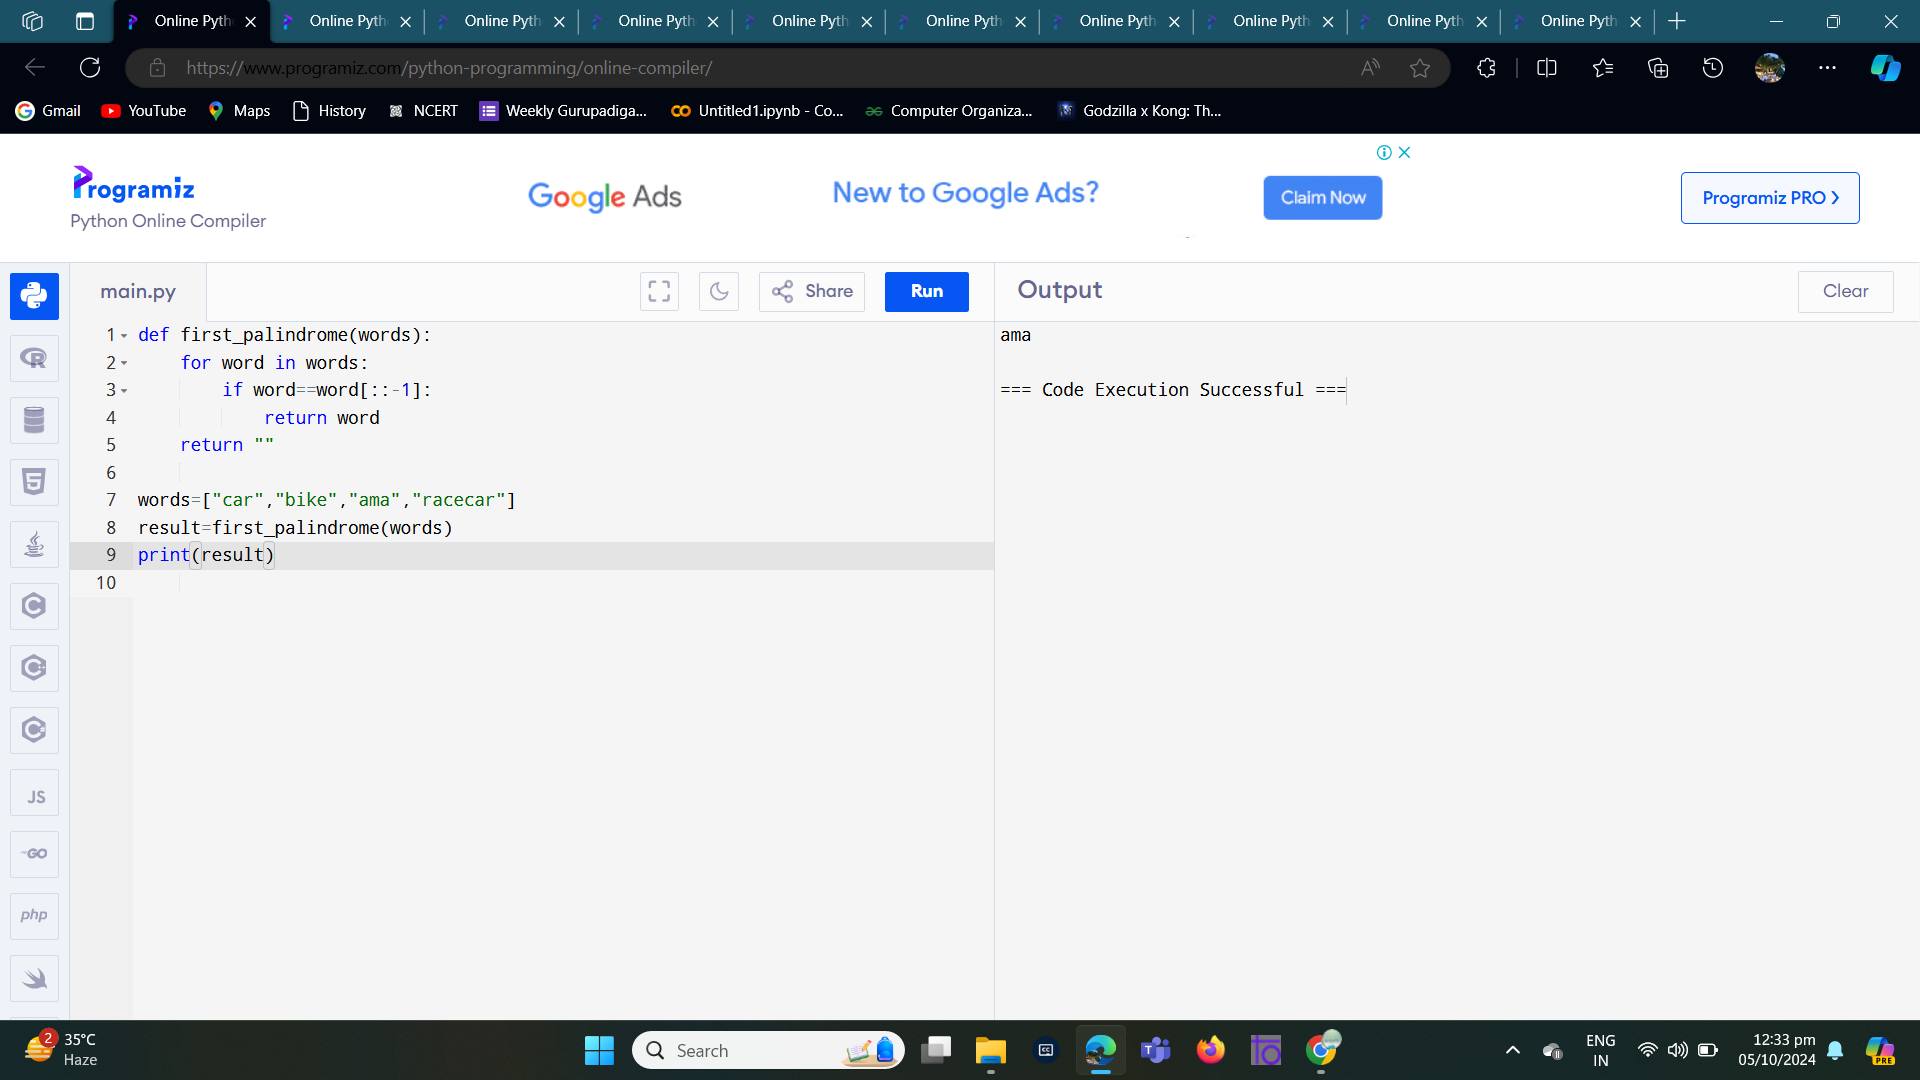 Online Pyth Online Pyth Online Pyth Online Pyth Online Pyth Online Pyth Online Pyth Online Pyth Online Pyth Online Pyth
https://www.programiz.com/python-programming/online-compiler/
Gmail YouTube Maps History NCERT Weekly Gurupadiga... Untitled1.ipynb - Co... Computer Organiza... Godzilla x Kong: Th...
Programiz
Python Online Compiler
Google Ads New to Google Ads? Claim Now
Programiz PRO
main.py Share Run
Output Clear
1 def first_palindrome(words):
2     for word in words:
3         if word==word[::-1]:
4             return word
5     return ""
6
7 words=["car","bike","ama","racecar"]
8 result=first_palindrome(words)
9 print(result)
10
ama
=== Code Execution Successful ===
JS
GO
php
2 35°C
Haze
Search
ENG
IN
12:33 pm
05/10/2024
PRE